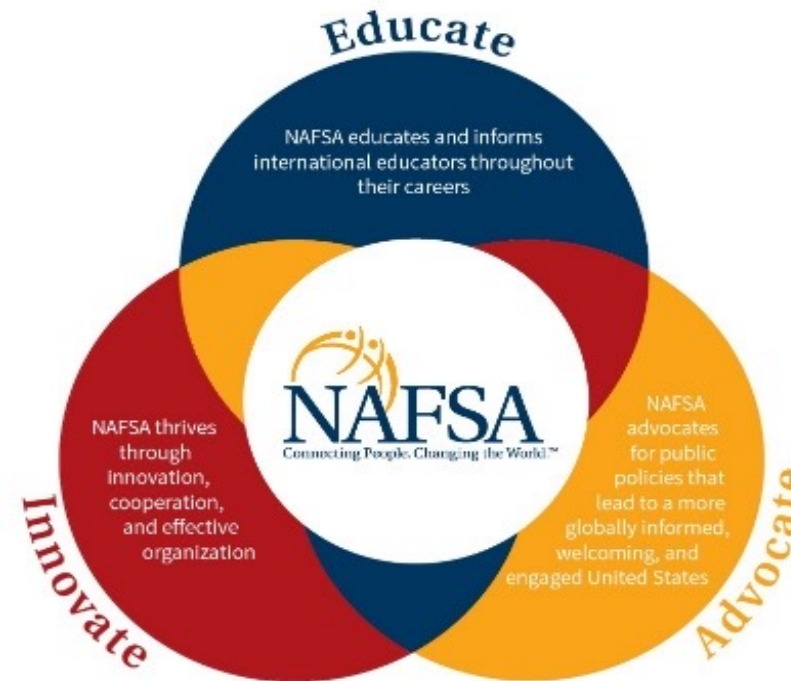 Educate
NAFSA educates and informs
international educators throughout
their careers
NAFSA
Connecting People. Changing the World.™
NAFSA thrives
through
innovation,
cooperation,
and effective
organization
Innovate
NAFSA
advocates
for public
policies that
lead to a more
globally informed,
welcoming, and
engaged United States
Advocate